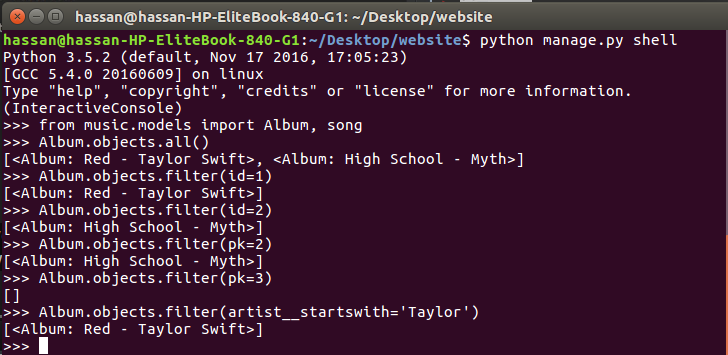 hassan@hassan-HP-EliteBook-840-G1: ~/Desktop/website
hassan@hassan-HP-EliteBook-840-G1:~/Desktop/website$ python manage.py shell
Python 3.5.2 (default, Nov 17 2016, 17:05:23)
[GCC 5.4.0 20160609] on linux
Type "help", "copyright", "credits" or "license" for more information.
(InteractiveConsole)
>>> from music.models import Album, song
>>> Album.objects.all()
[<Album: Red - Taylor Swift>, <Album: High School - Myth>]
>>> Album.objects.filter(id=1)
[<Album: Red - Taylor Swift>]
>>> Album.objects.filter(id=2)
[<Album: High School - Myth>]
>>> Album.objects.filter(pk=2)
[<Album: High School - Myth>]
>>> Album.objects.filter(pk=3)
[]
>>> Album.objects.filter(artist__startswith='Taylor')
[<Album: Red - Taylor Swift>]
>>>